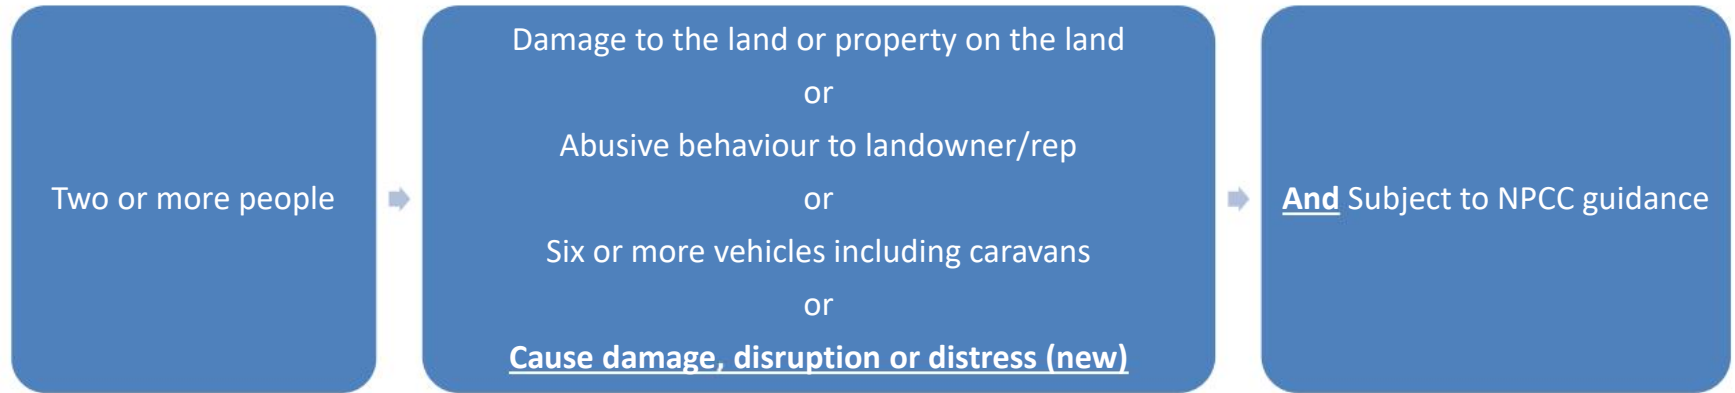 Two or more people
Damage to the land or property on the land
or
Abusive behaviour to landowner/rep
or
Six or more vehicles including caravans
or
Cause damage, disruption or distress (new)
And Subject to NPCC guidance